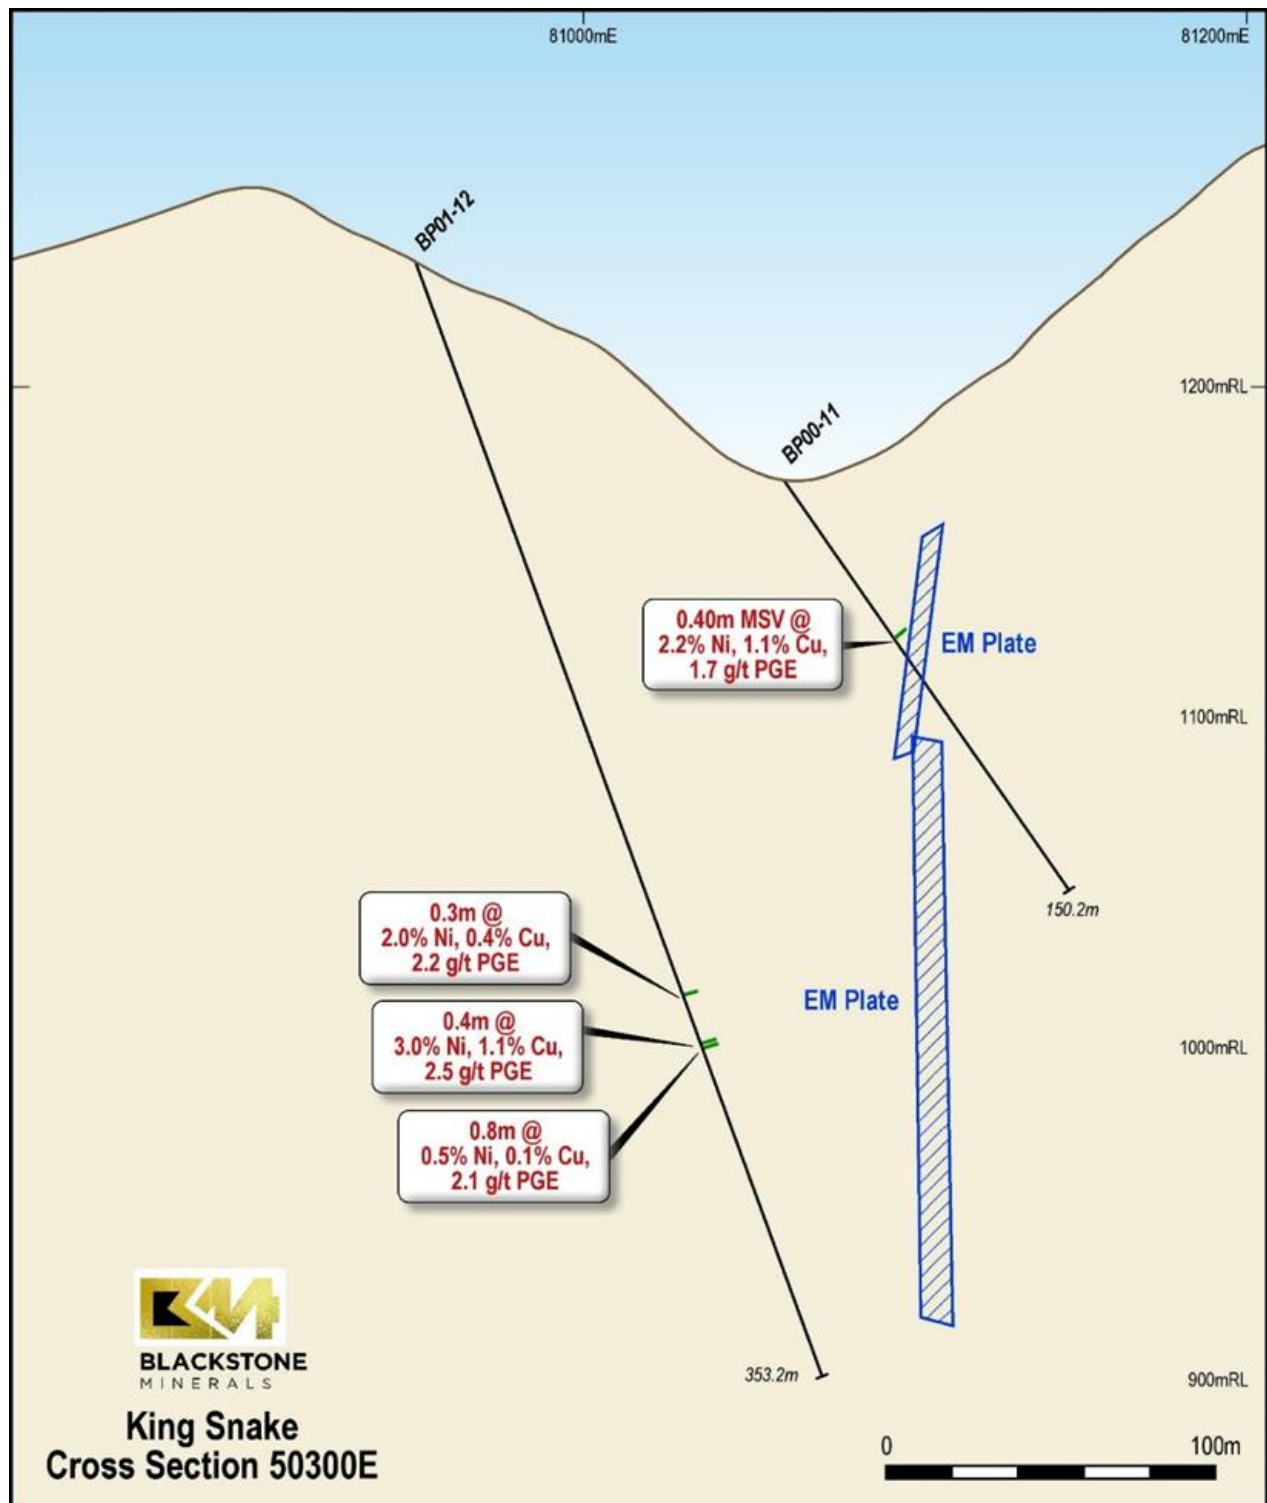 81000mE
81200mE
BP01-12
1200mRL
BP00-11
0.40m MSV @
2.2% Ni, 1.1% Cu,
1.7 g/t PGE
EM Plate
1100mRL
0.3m @
2.0% Ni, 0.4% Cu,
2.2 g/t PGE
150.2m
EM Plate
0.4m @
3.0% Ni, 1.1% Cu,
2.5 g/t PGE
1000mRL
0.8m @
0.5% Ni, 0.1% Cu,
2.1 g/t PGE
353.2m
900mRL
BLACKSTONE
MINERALS
King Snake
Cross Section 50300E
0
100m